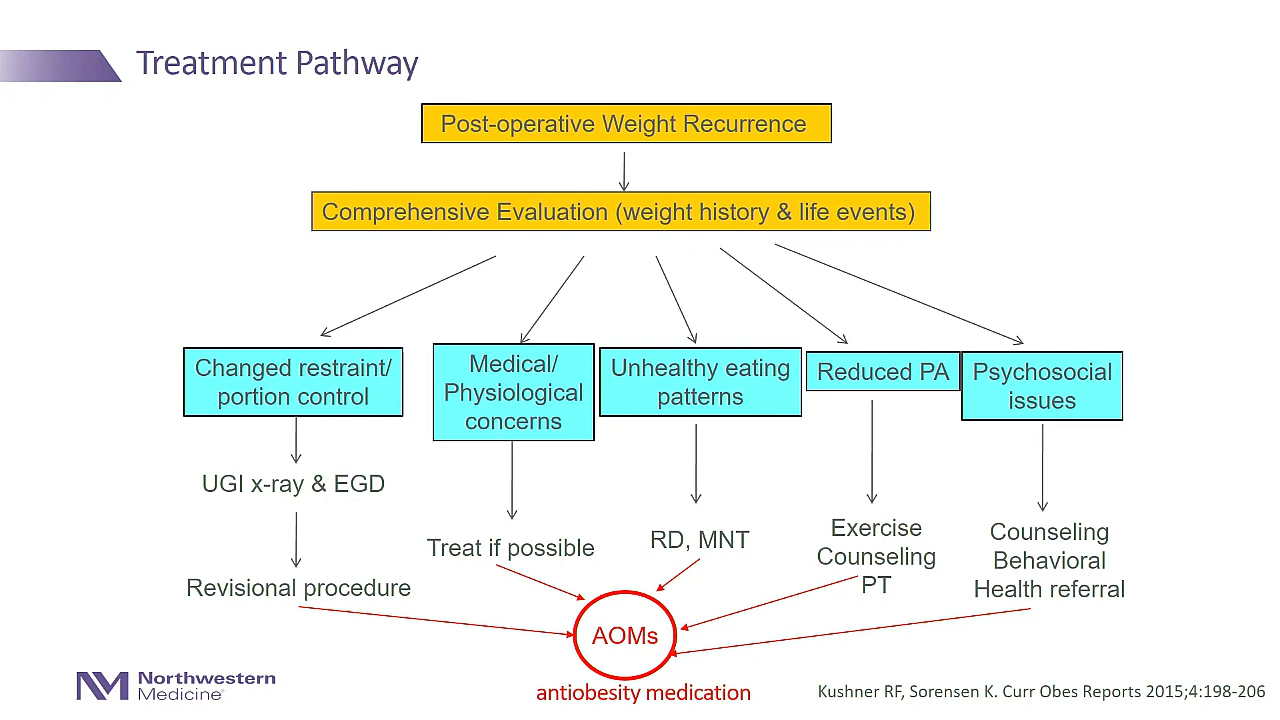 Treatment Pathway
Post-operative Weight Recurrence
Comprehensive Evaluation (weight history & life events)
Changed restraint/
portion control
Medical/
Physiological
concerns
Unhealthy eating
patterns
Reduced PA
Psychosocial
issues
UGI x-ray & EGD
Revisional procedure
Treat if possible
RD, MNT
Exercise
Counseling
PT
Counseling
Behavioral
Health referral
AOMs
antiobesity medication
Northwestern
Medicine®
Kushner RF, Sorensen K. Curr Obes Reports 2015;4:198-206